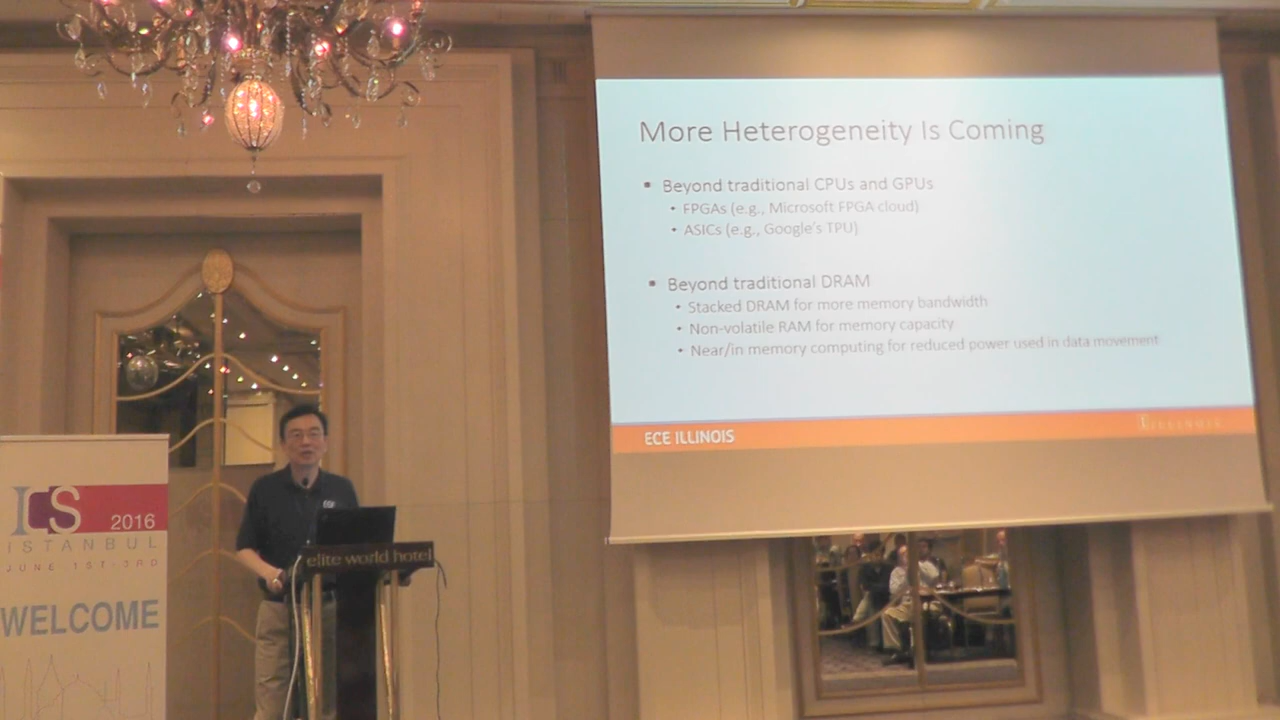 More Heterogeneity Is Coming
▪ Beyond traditional CPUs and GPUs
• FPGAs (e.g., Microsoft FPGA cloud)
• ASICs (e.g., Google's TPU)
▪ Beyond traditional DRAM
• Stacked DRAM for more memory bandwidth
• Non-volatile RAM for memory capacity
• Near/in memory computing for reduced power used in data movement
ECE ILLINOIS
ILLINOIS
ICS 2016
İSTANBUL
JUNE 1ST-3RD
WELCOME
elite world hotel